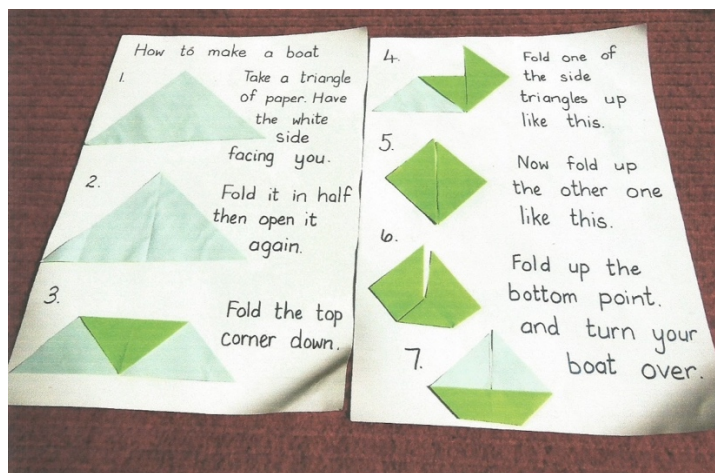 How to make a boat
1.
Take a triangle
of paper. Have
the white
side
facing you.
2.
Fold it in half
then open it
again.
3.
Fold the top
corner down.
4.
Fold one of
the side
triangles up
like this.
5.
Now fold up
the other one
like this.
6.
Fold up the
bottom point.
and turn your
boat over.
7.